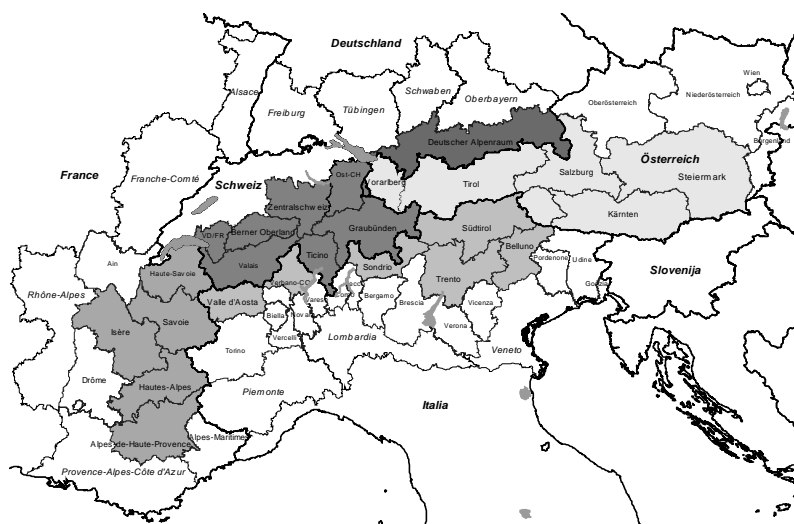 Deutschland
Wien
Alsace
Schwaben
Oberbayern
Niederösterreich
Oberösterreich
Freiburg
Tübingen
Burgenland
Deutscher Alpenraum
France
Franche-Comté
Schweiz
Ost-CH
Vorarlberg
Tirol
Salzburg
Österreich
Steiermark
Zentralschweiz
Kärnten
VD/FR
Berner Oberland
Graubünden
Südtirol
Ain
Haute-Savoie
Valais
Ticino
Sondrio
Belluno
Pordenone
Udine
Slovenija
Rhône-Alpes
Verbano-CO
Trento
Gorizia
Valle d'Aosta
Varese
Bergamo
Brescia
Vicenza
Isère
Savoie
Biella
Verona
Lombardia
Vercelli
Veneto
Torino
Drôme
Hautes-Alpes
Piemonte
Italia
Alpes-de-Haute-Provence
Alpes-Maritimes
Provence-Alpes-Côte d'Azur